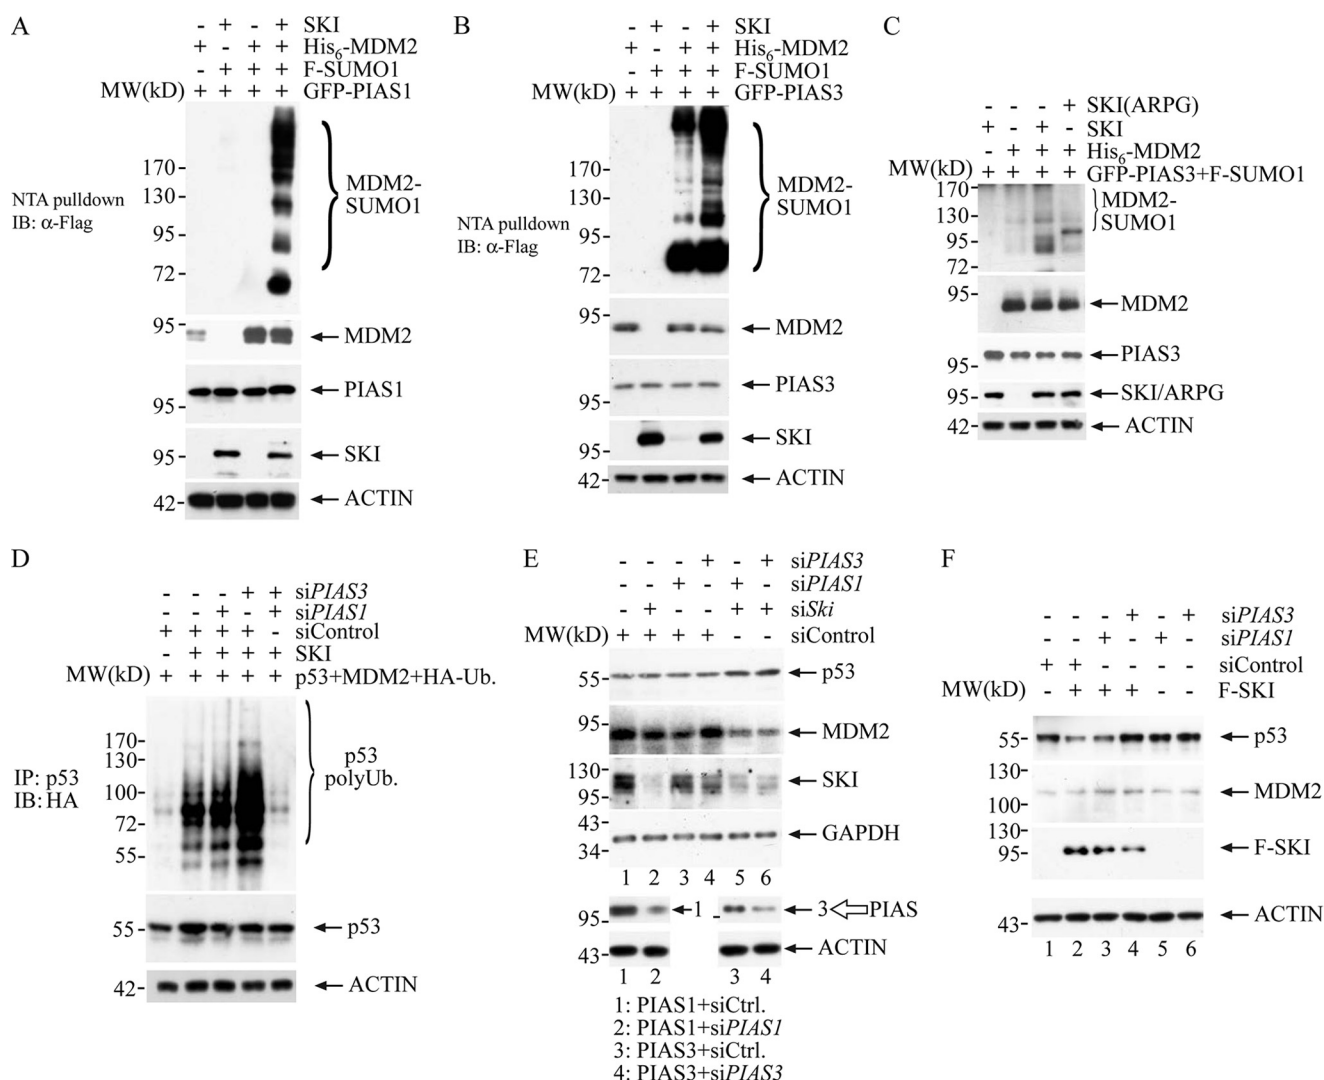 A
- + - + SKI
+ - + + His6-MDM2
- + + + F-SUMO1
MW(kD) + + + + GFP-PIAS1
170-
130-
95-
72-
NTA pulldown
IB: α-Flag
MDM2-
SUMO1
95-
MDM2
PIAS1
95-
95-
SKI
42-
ACTIN
B
- + - + SKI
+ - + + His6-MDM2
- + + + F-SUMO1
MW(kD) + + + + GFP-PIAS3
170-
130-
95-
72-
NTA pulldown
IB: α-Flag
MDM2-
SUMO1
95-
MDM2
PIAS3
95-
SKI
95-
42-
ACTIN
C
- - - + SKI(ARPG)
+ - + - SKI
- + + + His6-MDM2
MW(kD) + + + + GFP-PIAS3+F-SUMO1
170-
130-
95-
72-
MDM2-
SUMO1
95-
MDM2
PIAS3
95-
95-
SKI/ARPG
42-
ACTIN
D
- - - + + siPIAS3
- - + - + siPIAS1
+ + + + - siControl
- + + + + SKI
MW(kD) + + + + + p53+MDM2+HA-Ub.
170-
130-
100-
72-
55-
IP: p53
IB: HA
p53
polyUb.
55-
p53
42-
ACTIN
E
- - - + - + siPIAS3
- - + - + - siPIAS1
- + - - + + siSki
MW(kD) + + + + - - siControl
55-
p53
95-
MDM2
130-
95-
SKI
43-
34-
GAPDH
1 2 3 4 5 6
95-
1
-
3
PIAS
43-
ACTIN
1 2 3 4
1: PIAS1+siCtrl.
2: PIAS1+siPIAS1
3: PIAS3+siCtrl.
4: PIAS3+siPIAS3
F
- - - + - + siPIAS3
- - + - + - siPIAS1
+ + - - - - siControl
MW(kD) - + + + - - F-SKI
55-
p53
130-
100-
MDM2
130-
95-
F-SKI
43-
ACTIN
1 2 3 4 5 6